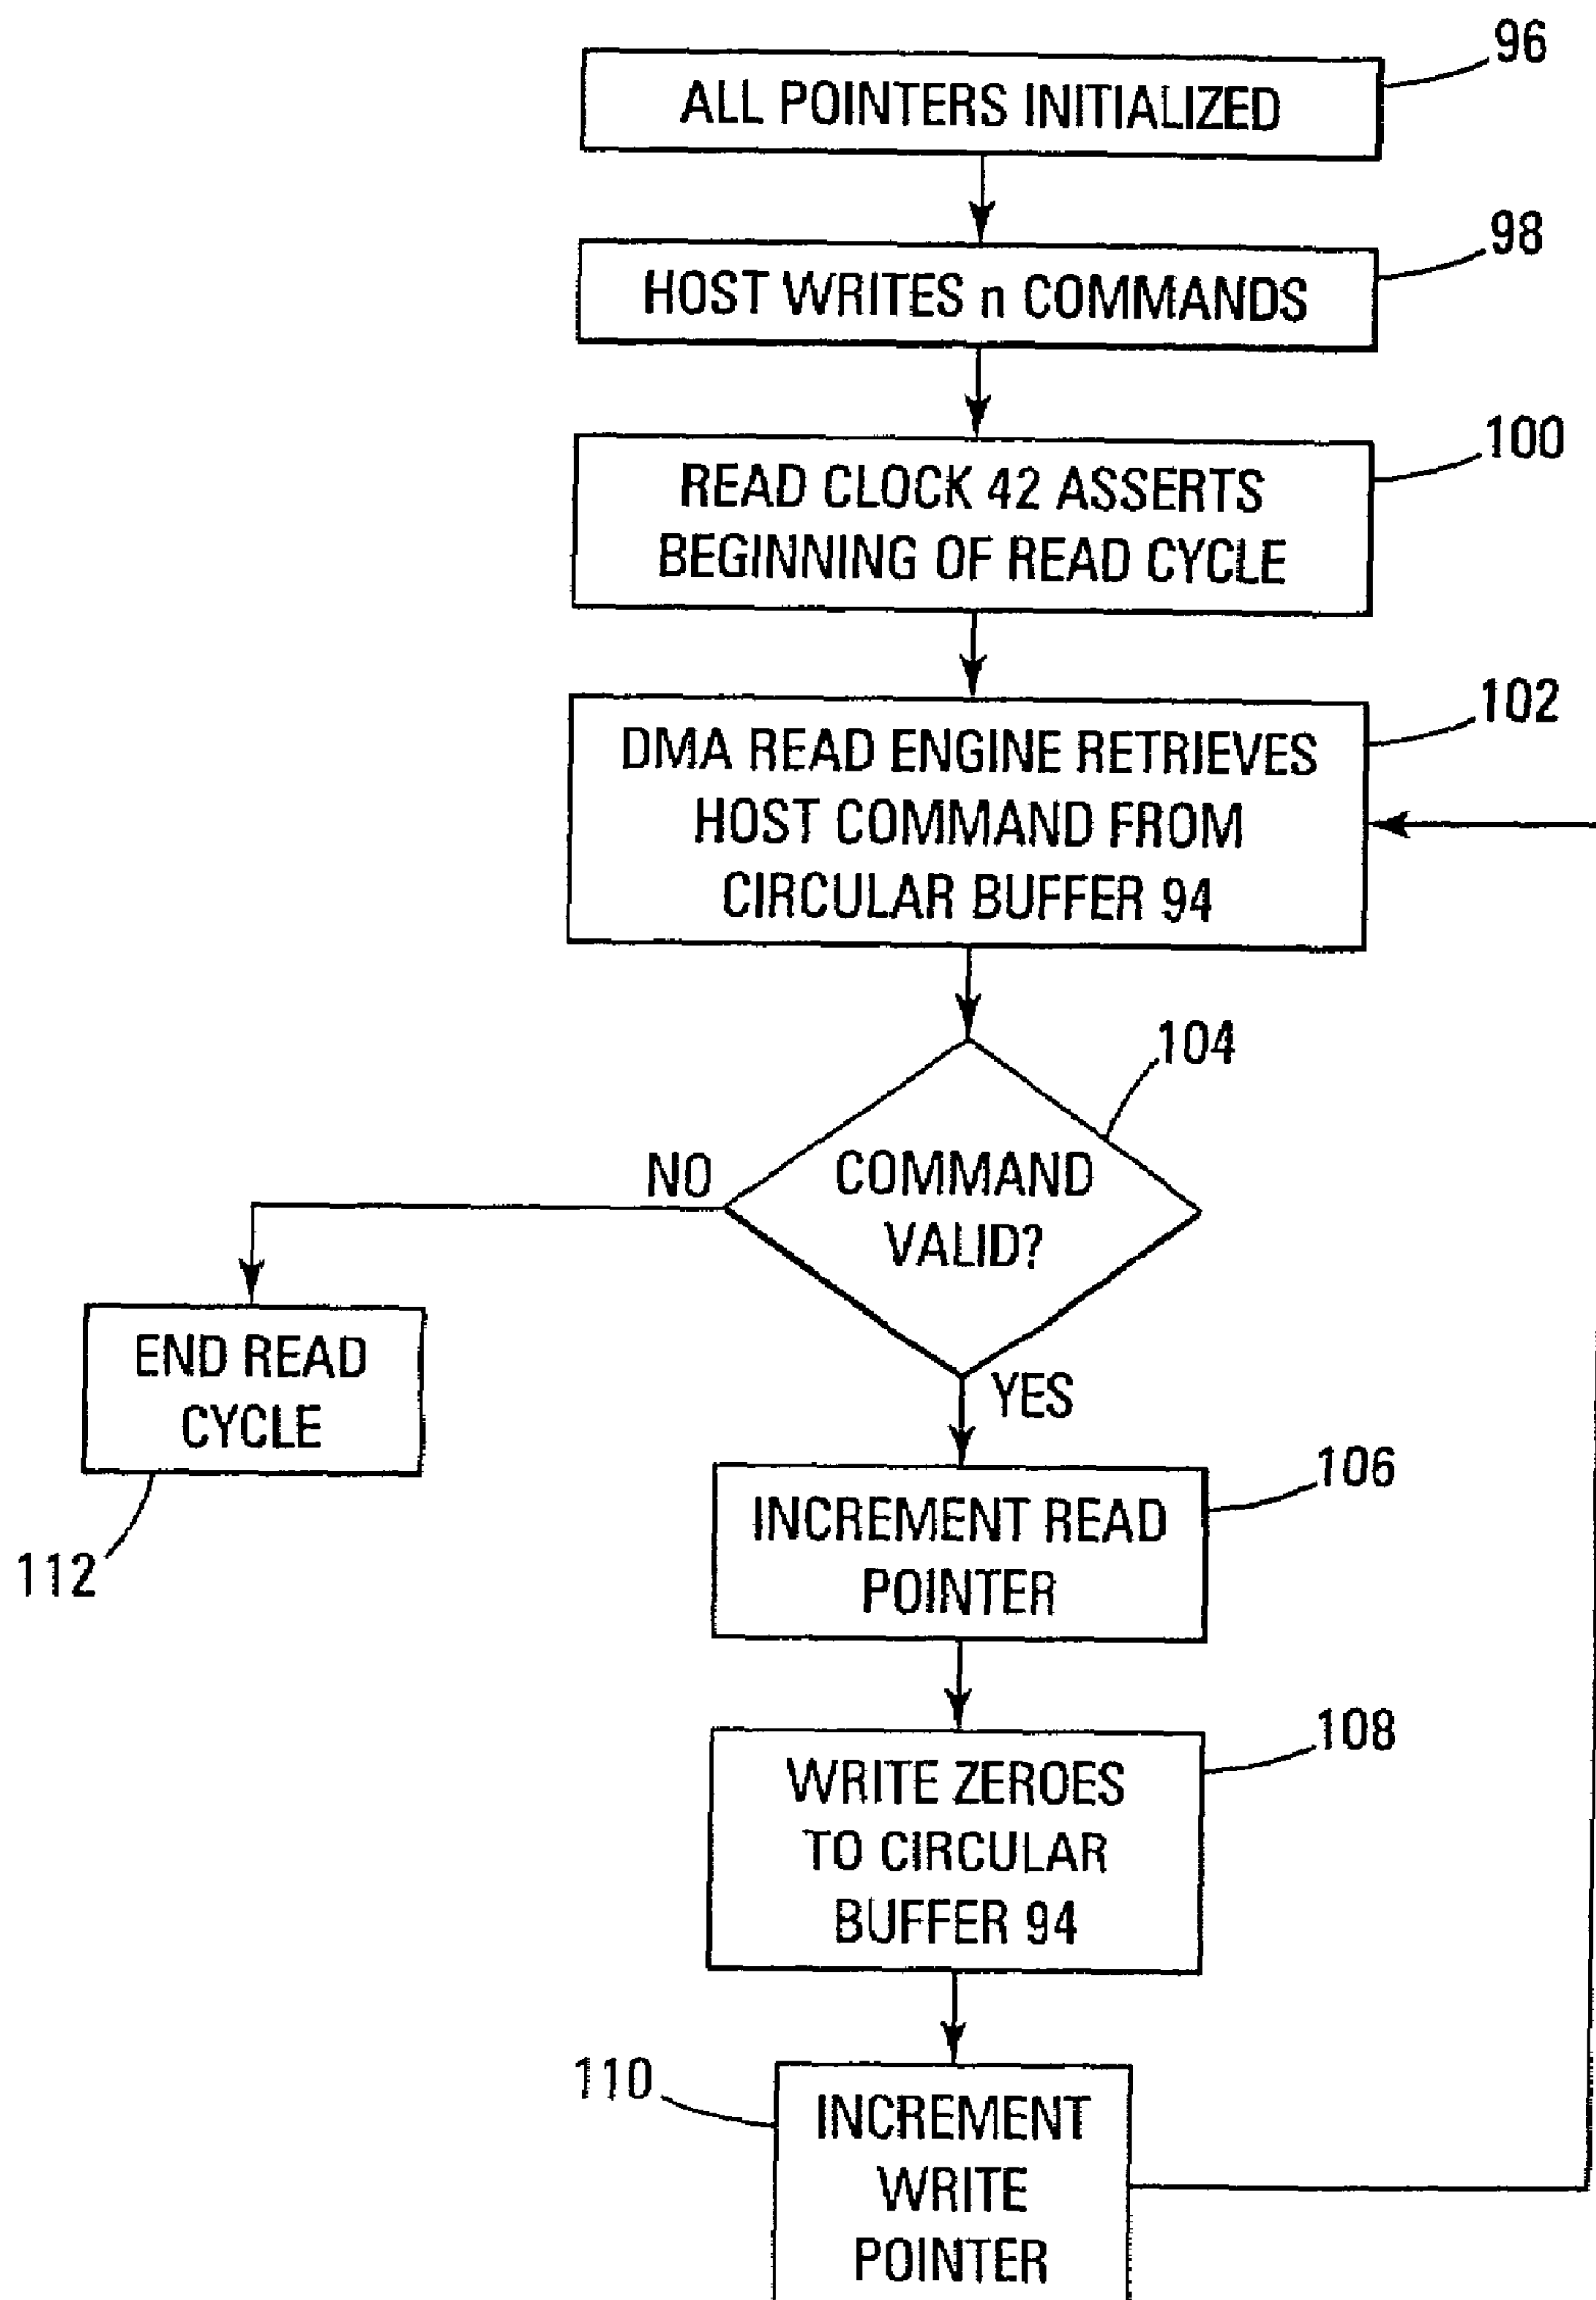 96
ALL POINTERS INITIALIZED
98
HOST WRITES n COMMANDS
100
READ CLOCK 42 ASSERTS
BEGINNING OF READ CYCLE
102
DMA READ ENGINE RETRIEVES
HOST COMMAND FROM
CIRCULAR BUFFER 94
104
COMMAND
VALID?
NO
END READ
CYCLE
112
YES
106
INCREMENT READ
POINTER
108
WRITE ZEROES
TO CIRCULAR
BUFFER 94
110
INCREMENT
WRITE
POINTER